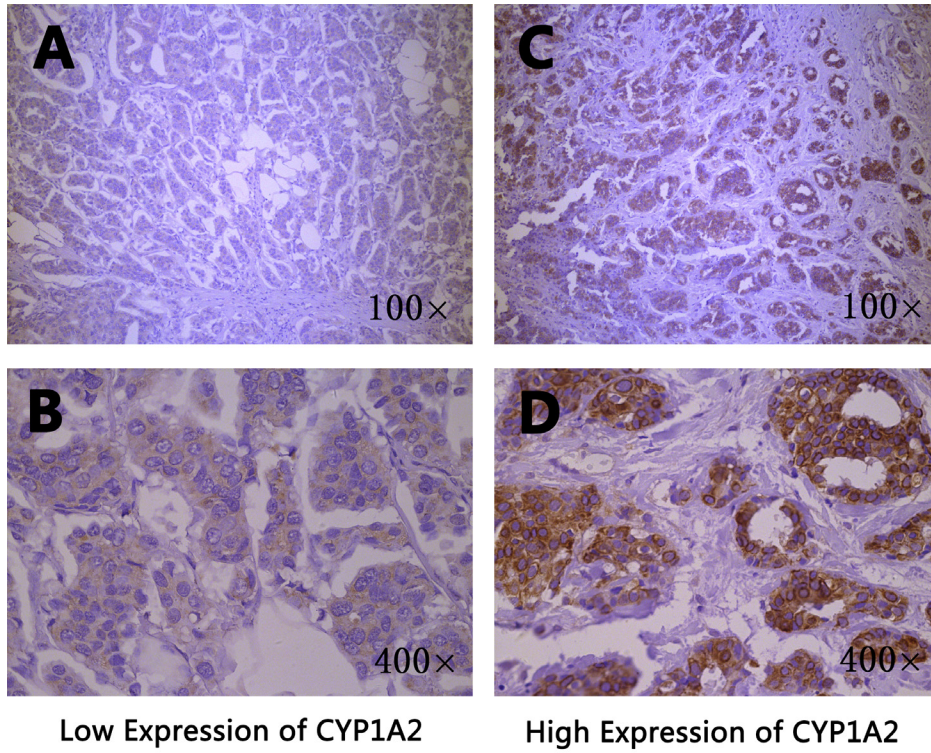 A
C
100×
100×
B
D
400×
400×
Low Expression of CYP1A2
High Expression of CYP1A2